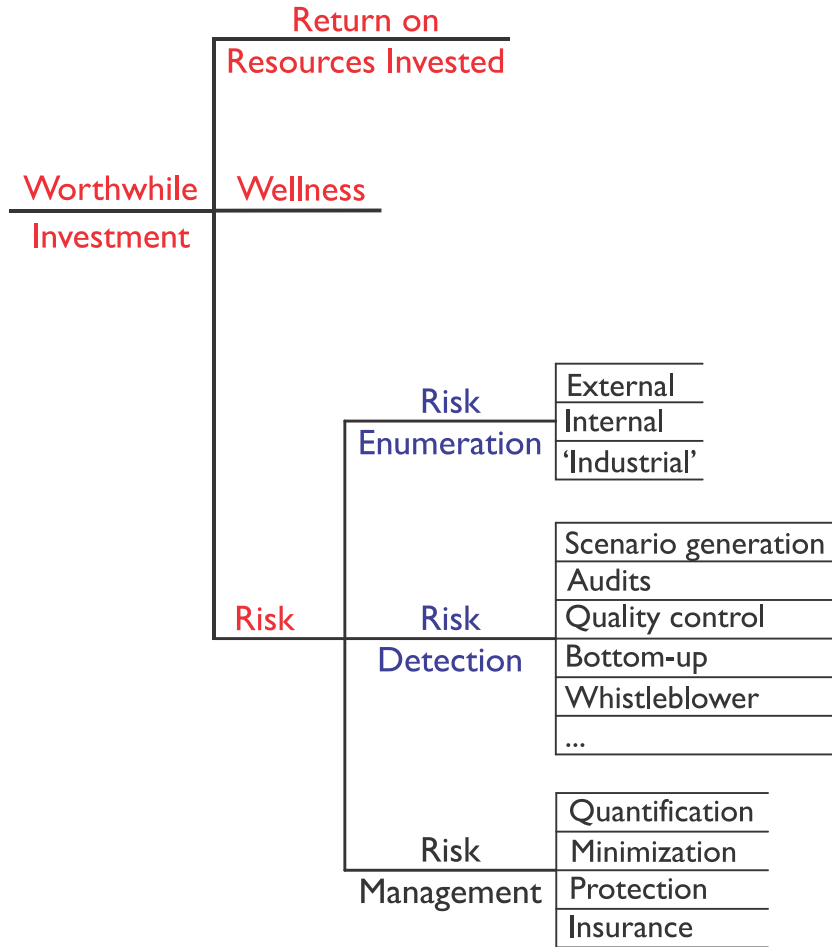 Return on
Resources Invested
Worthwhile
Investment
Wellness
Risk
Risk
Enumeration
External
Internal
‘Industrial’
Risk
Detection
Scenario generation
Audits
Quality control
Bottom-up
Whistleblower
...
Risk
Management
Quantification
Minimization
Protection
Insurance